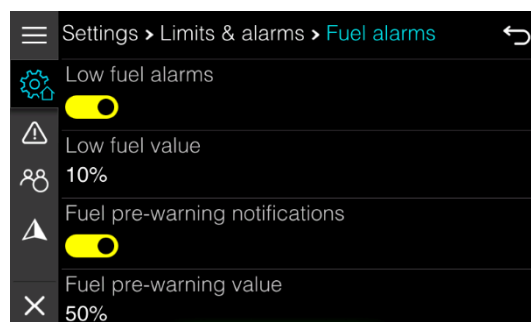 Settings > Limits & alarms > Fuel alarms
Low fuel alarms
Low fuel value
10%
Fuel pre-warning notifications
Fuel pre-warning value
50%